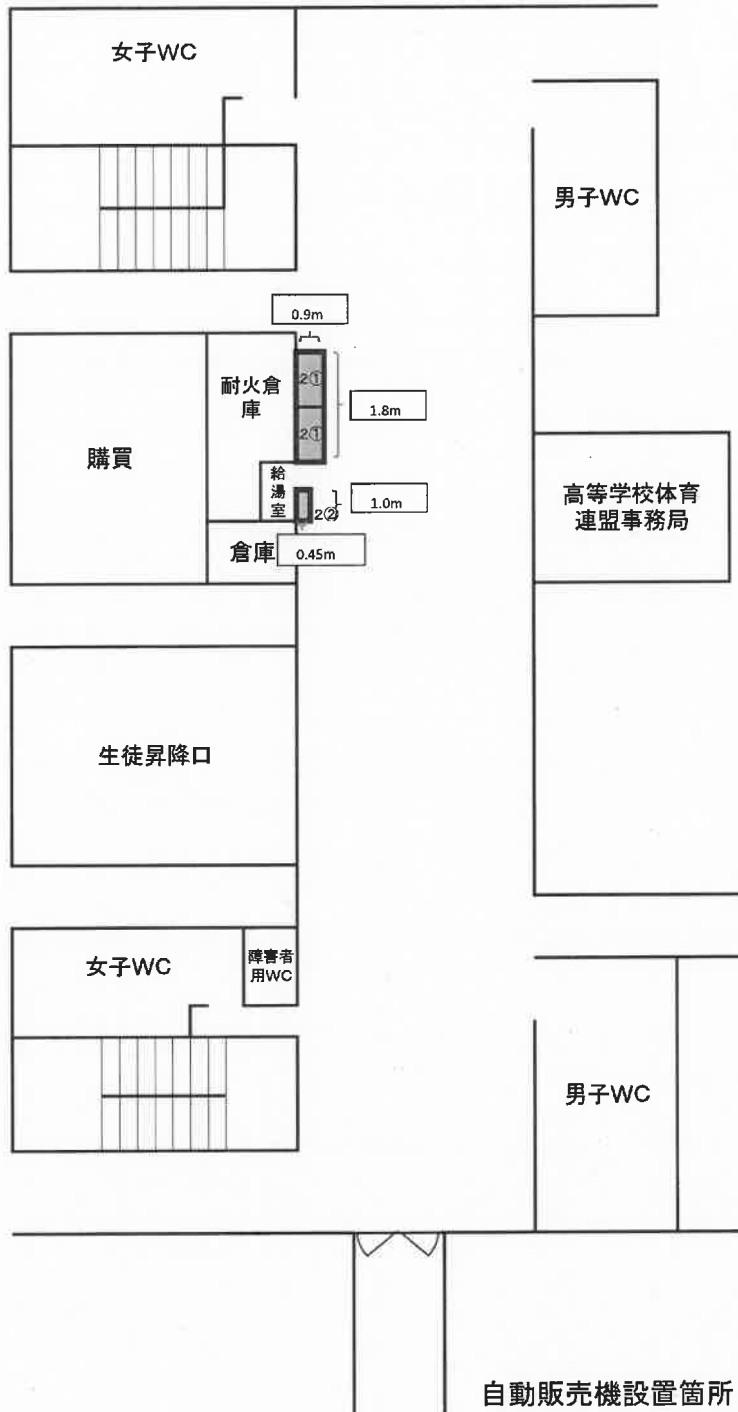 女子WC
男子WC
0.9m
耐火倉
庫
2①
1.8m
2①
購買
給
湯
室
1.0m
2②
高等学校体育
連盟事務局
倉庫
0.45m
生徒昇降口
女子WC
障害者
用WC
男子WC
自動販売機設置箇所